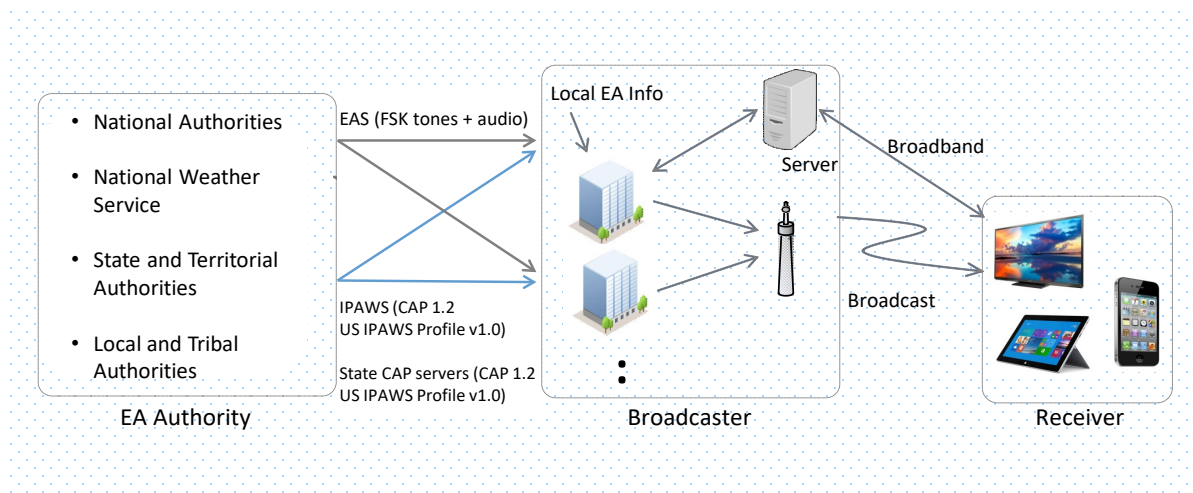 • National Authorities
• National Weather
Service
• State and Territorial
Authorities
• Local and Tribal
Authorities
EA Authority
EAS (FSK tones + audio)
IPAWS (CAP 1.2
US IPAWS Profile v1.0)
State CAP servers (CAP 1.2
US IPAWS Profile v1.0)
Local EA Info
Server
:
Broadcaster
Broadband
Broadcast
Receiver